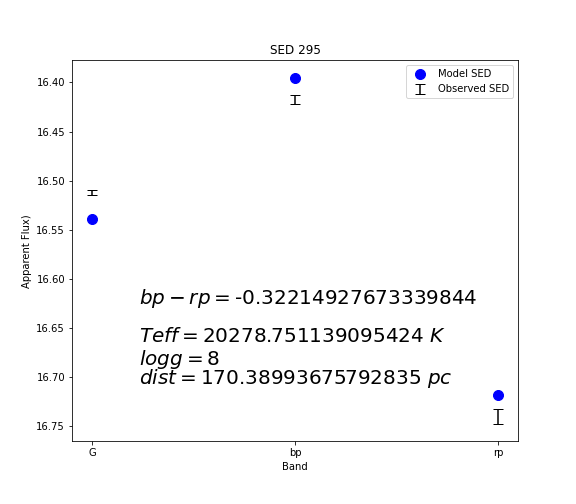 SED 295
Model SED
Observed SED
16.40
16.45
16.50
16.55
16.60
16.65
16.70
16.75
Apparent Flux)
bp − rp = -0.32214927673339844
Teff = 20278.751139095424 K
logg = 8
dist = 170.38993675792835 pc
G
bp
rp
Band